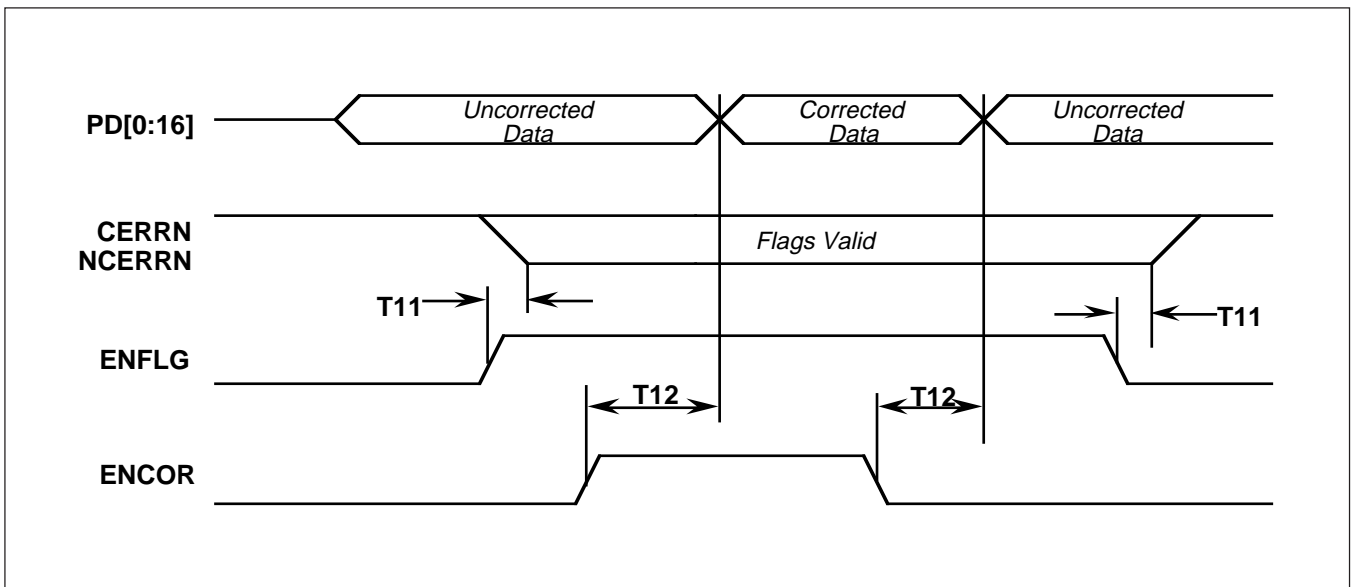 PD[0:16]
Uncorrected
Data
Corrected
Data
Uncorrected
Data
CERRN
NCERRN
Flags Valid
T11
T11
ENFLG
T12
T12
ENCOR